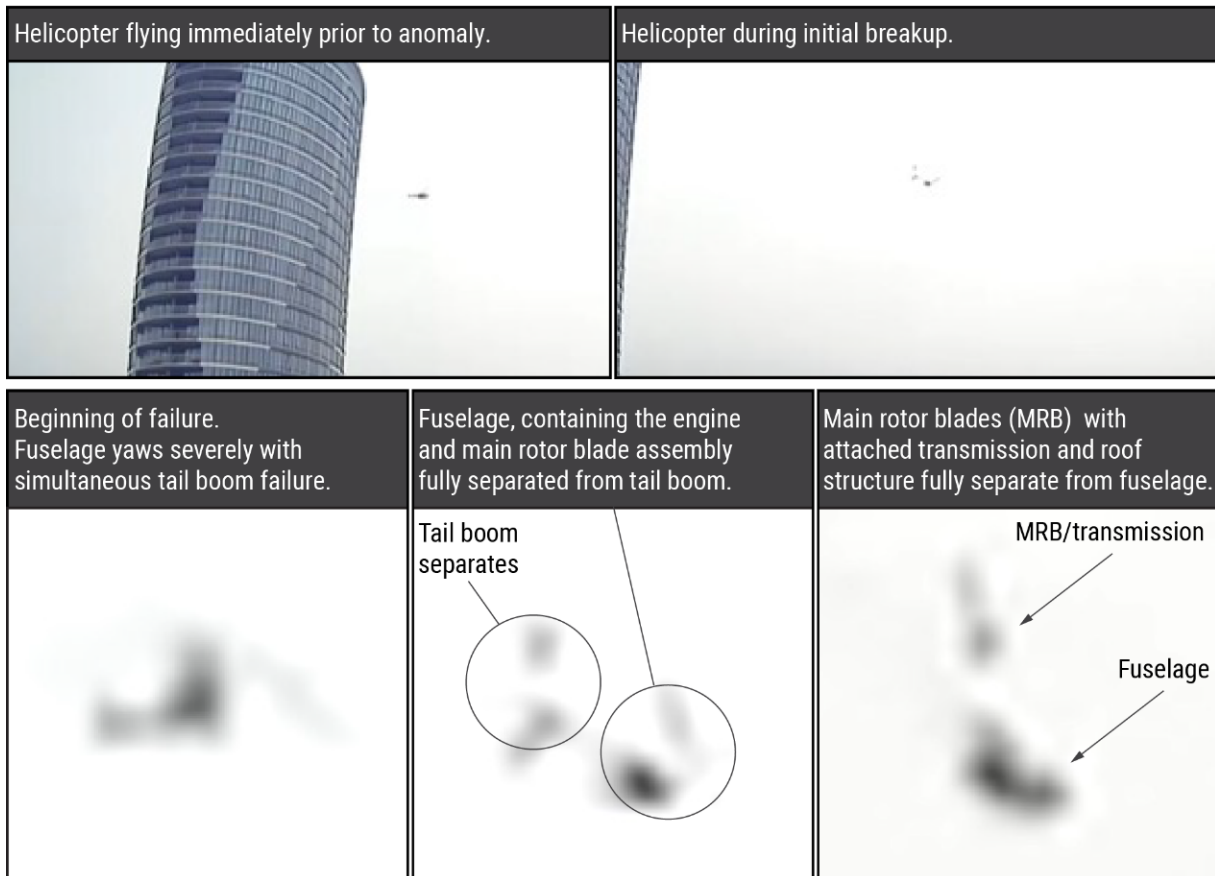 Helicopter flying immediately prior to anomaly.
Helicopter during initial breakup.
Beginning of failure.
Fuselage yaws severely with
simultaneous tail boom failure.
Fuselage, containing the engine
and main rotor blade assembly
fully separated from tail boom.
Main rotor blades (MRB) with
attached transmission and roof
structure fully separate from fuselage.
Tail boom
separates
MRB/transmission
Fuselage